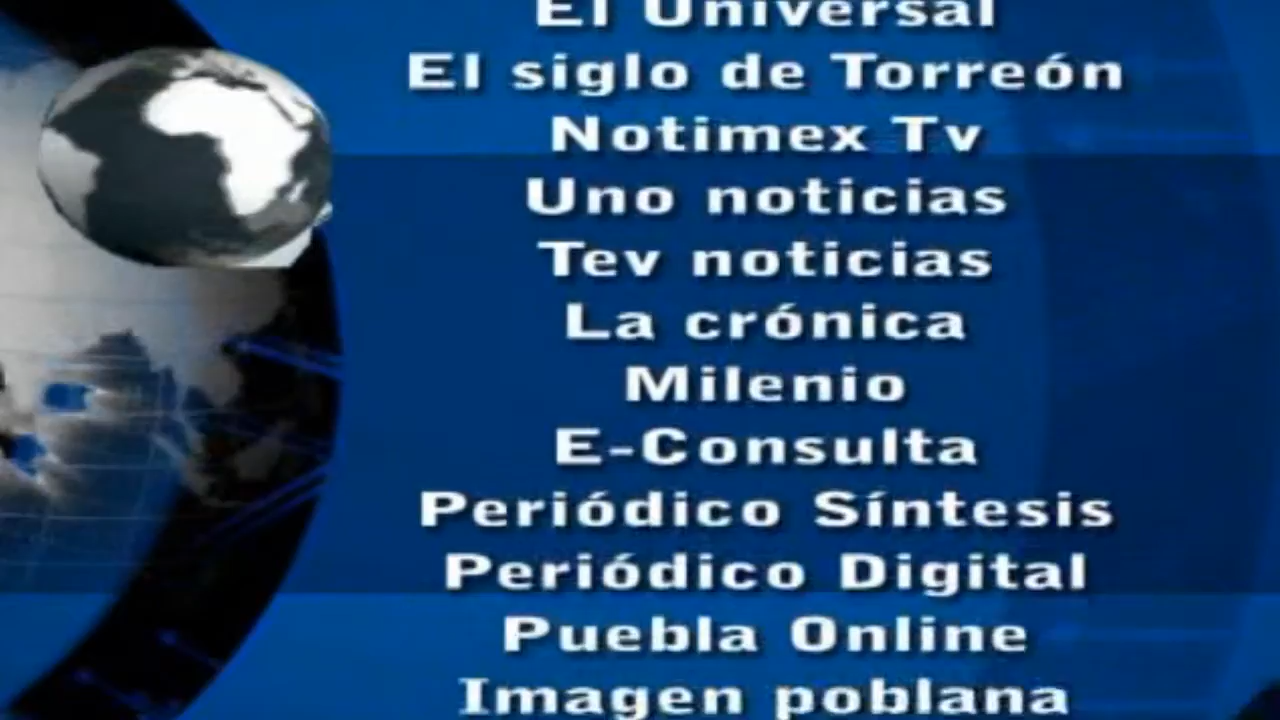 El Universal
El siglo de Torreón
Notimex Tv
Uno noticias
Tev noticias
La crónica
Milenio
E-Consulta
Periódico Síntesis
Periódico Digital
Puebla Online
Imagen poblana